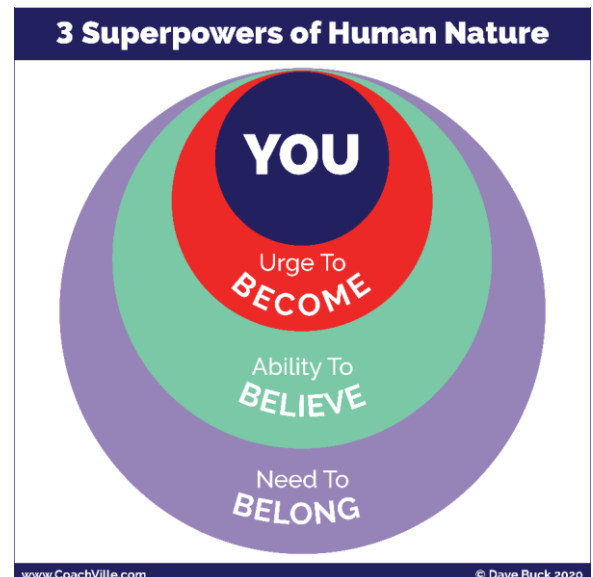 3 Superpowers of Human Nature
YOU
Urge To
BECOME
Ability To
BELIEVE
Need To
BELONG
www.CoachVille.com
© Dave Buck 2020